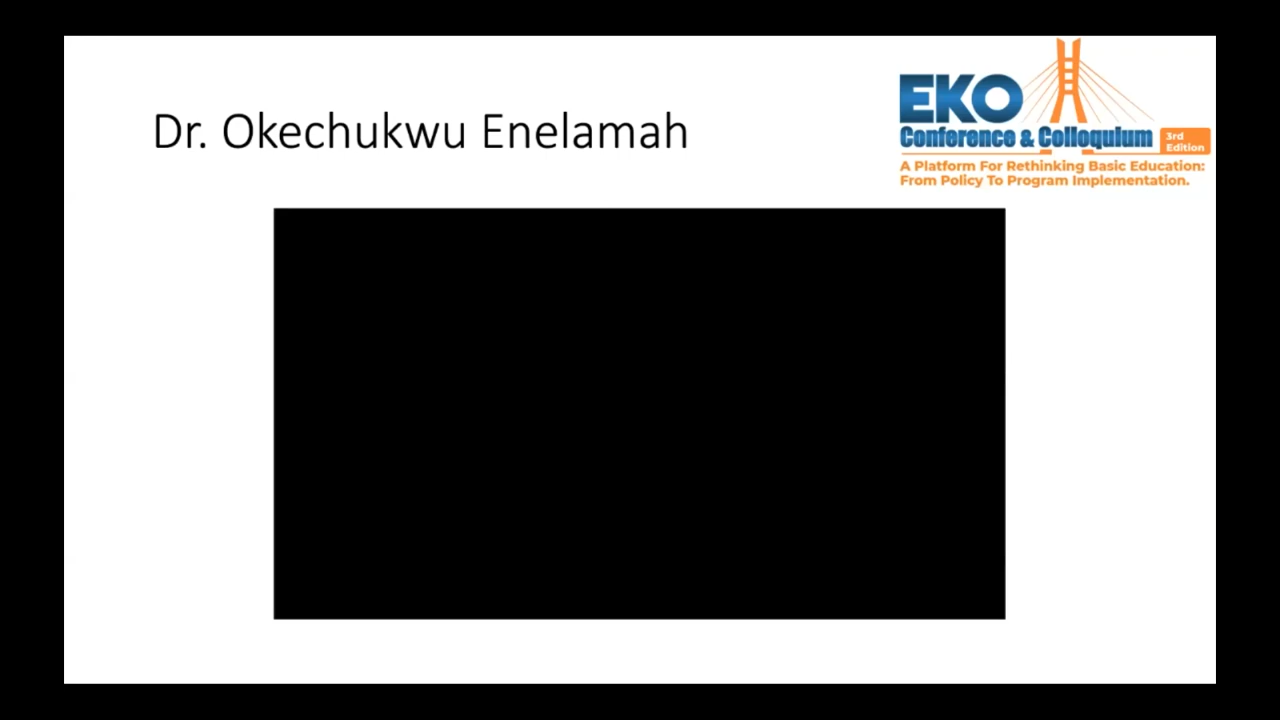 Dr. Okechukwu Enelamah
EKO
Conference & Colloquium
3rd
Edition
A Platform For Rethinking Basic Education:
From Policy To Program Implementation.